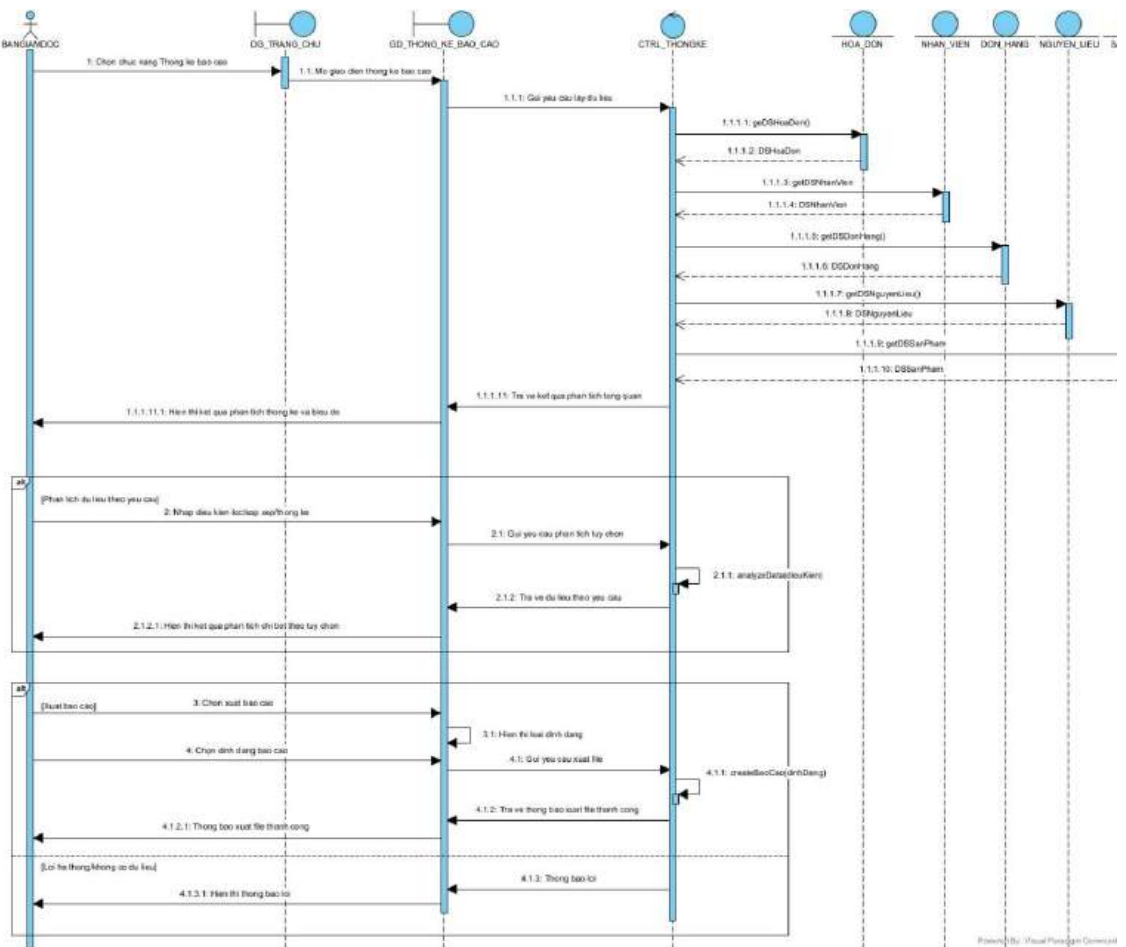 BANGIAMDOC
DG_TRANG_CHU
GD_THONG_KE_BAO_CAO
CTRL_THONGKE
HOA_DON
NHAN_VIEN
DON_HANG
NGUYEN_LIEU
1: Chon chuc nang Thong ke bao cao
1.1: Mo giao dien thong ke bao cao
1.1.1: Gui yeu cau lay du lieu
1.1.1.1: geDSHoaDon()
1.1.1.2: DSHoaDon
1.1.1.3: getDSNhanVien
1.1.1.4: DSNhanVien
1.1.1.5: getDSDonHang()
1.1.1.6: DSDonHang
1.1.1.7: getDSNguyenLieu()
1.1.1.8: DSNguyenLieu
1.1.1.9: getDSSanPham
1.1.1.10: DSSanPham
1.1.1.11: Tra ve ket qua phan tich tong quan
1.1.1.11.1: Hien thi ket qua phan tich thong ke va bieu do
alt
[Phan tich du lieu theo yeu cau]
2: Nhap dieu kien loc/sap xep/thong ke
2.1: Gui yeu cau phan tich tuy chon
2.1.1: analyzeData(dieuKien)
2.1.2: Tra ve du lieu theo yeu cau
2.1.2.1: Hien thi ket qua phan tich chi tiet theo tuy chon
alt
[Xuat bao cao]
3: Chon xuat bao cao
3.1: Hien thi loai dinh dang
4: Chon dinh dang bao cao
4.1: Gui yeu cau xuat file
4.1.1: createBaoCao(dinhDang)
4.1.2: Tra ve thong bao xuat file thanh cong
4.1.2.1: Thong bao xuat file thanh cong
[Loi he thong/khong co du lieu]
4.1.3: Thong bao loi
4.1.3.1: Hien thi thong bao loi
Powered By: Visual Paradigm Communit